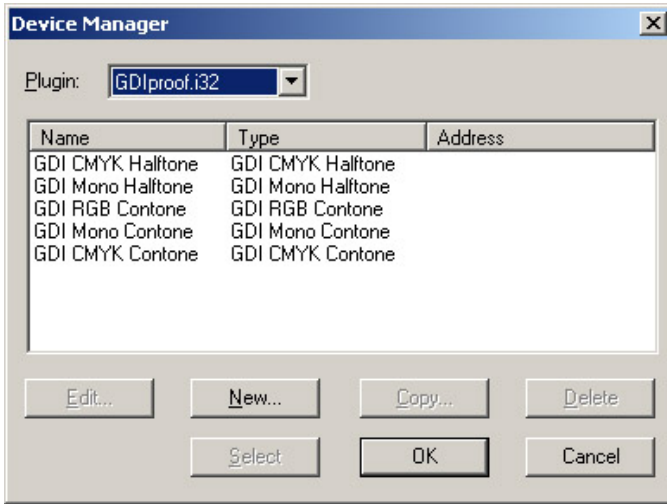 Device Manager
Plugin: GDIproof.i32
Name Type Address
GDI CMYK Halftone GDI CMYK Halftone
GDI Mono Halftone GDI Mono Halftone
GDI RGB Contone GDI RGB Contone
GDI Mono Contone GDI Mono Contone
GDI CMYK Contone GDI CMYK Contone
Edit... New... Copy... Delete
Select OK Cancel